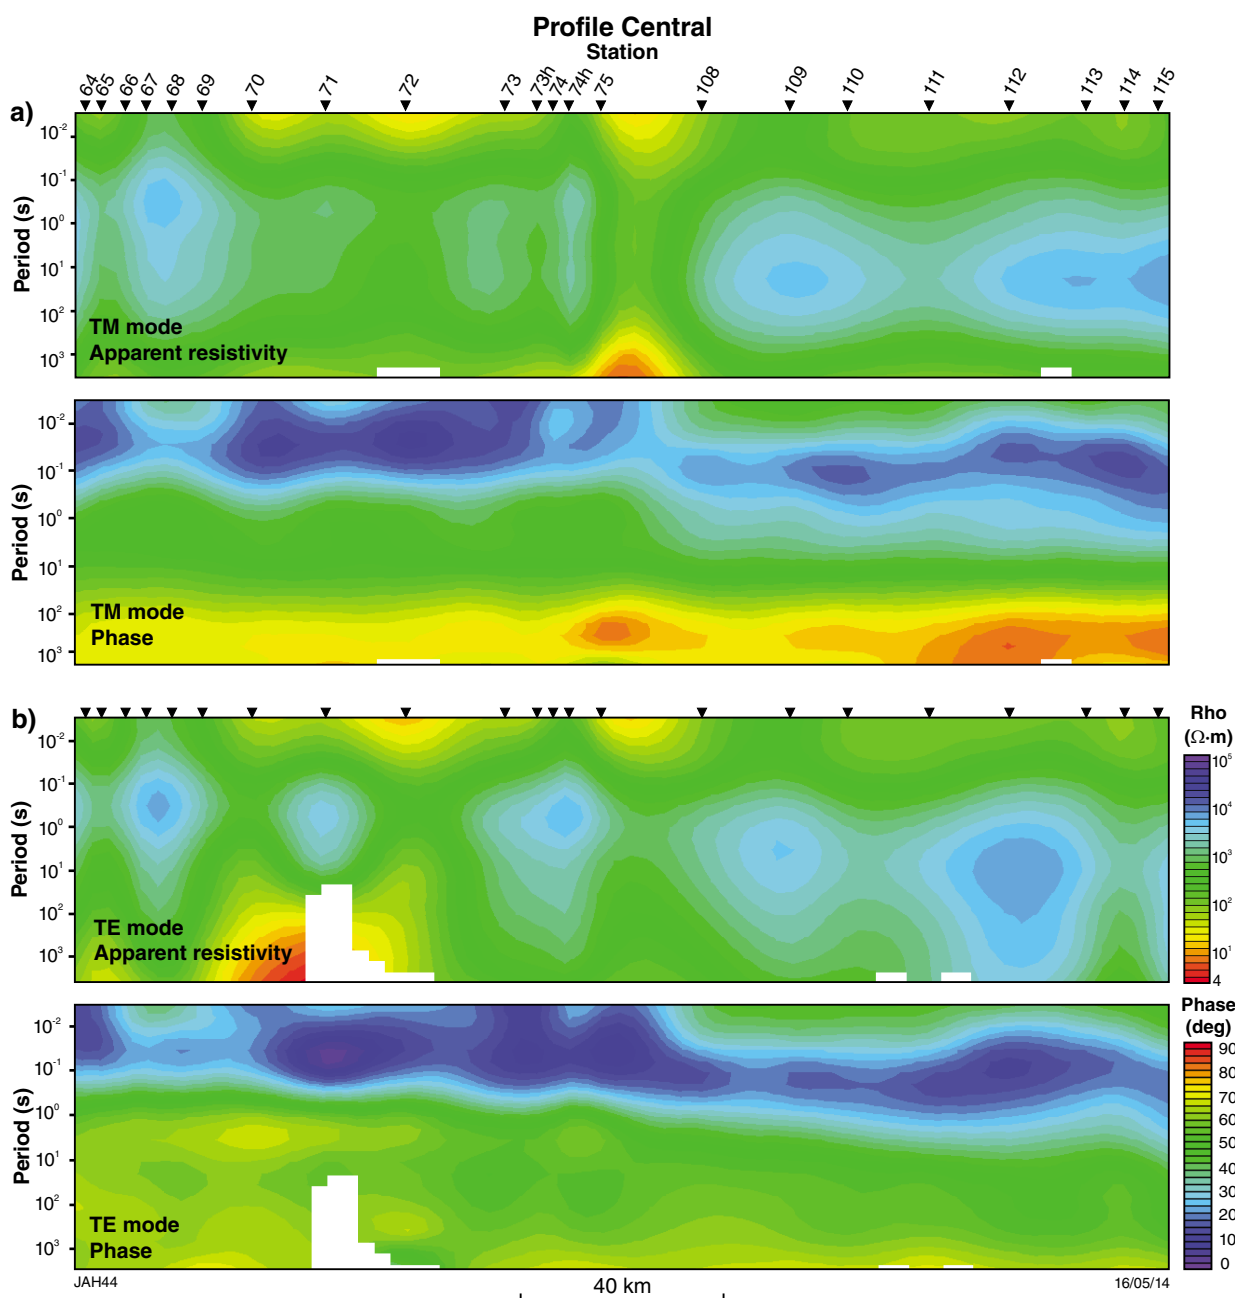 Profile Central
Station
64 65 66 67 68 69 70 71 72 73 73h 74 74h 75 108 109 110 111 112 113 114 115
a)
Period (s)
10-2
10-1
100
101
102
103
TM mode
Apparent resistivity
Period (s)
10-2
10-1
100
101
102
103
TM mode
Phase
b)
Period (s)
10-2
10-1
100
101
102
103
TE mode
Apparent resistivity
Rho
(Ω·m)
105
104
103
102
101
4
Period (s)
10-2
10-1
100
101
102
103
TE mode
Phase
Phase
(deg)
90
80
70
60
50
40
30
20
10
0
JAH44
40 km
16/05/14